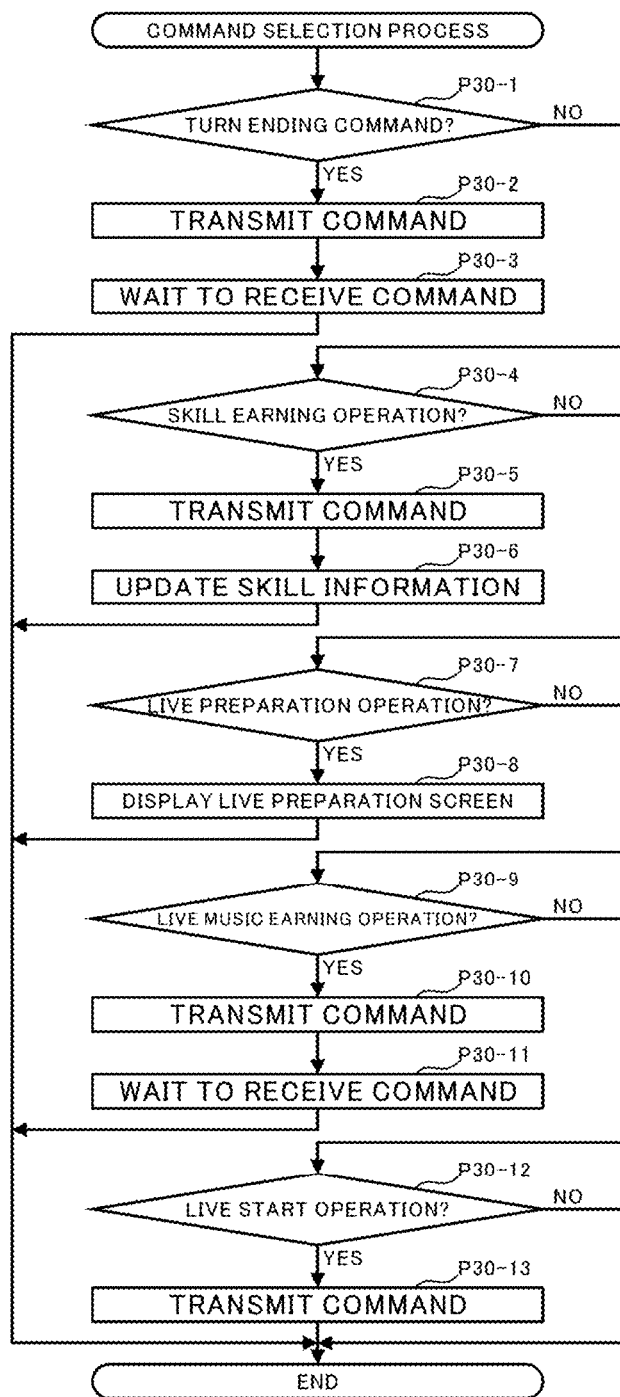 COMMAND SELECTION PROCESS
P30-1
TURN ENDING COMMAND?
NO
YES
P30-2
TRANSMIT COMMAND
P30-3
WAIT TO RECEIVE COMMAND
P30-4
SKILL EARNING OPERATION?
NO
YES
P30-5
TRANSMIT COMMAND
P30-6
UPDATE SKILL INFORMATION
P30-7
LIVE PREPARATION OPERATION?
NO
YES
P30-8
DISPLAY LIVE PREPARATION SCREEN
P30-9
LIVE MUSIC EARNING OPERATION?
NO
YES
P30-10
TRANSMIT COMMAND
P30-11
WAIT TO RECEIVE COMMAND
P30-12
LIVE START OPERATION?
NO
YES
P30-13
TRANSMIT COMMAND
END